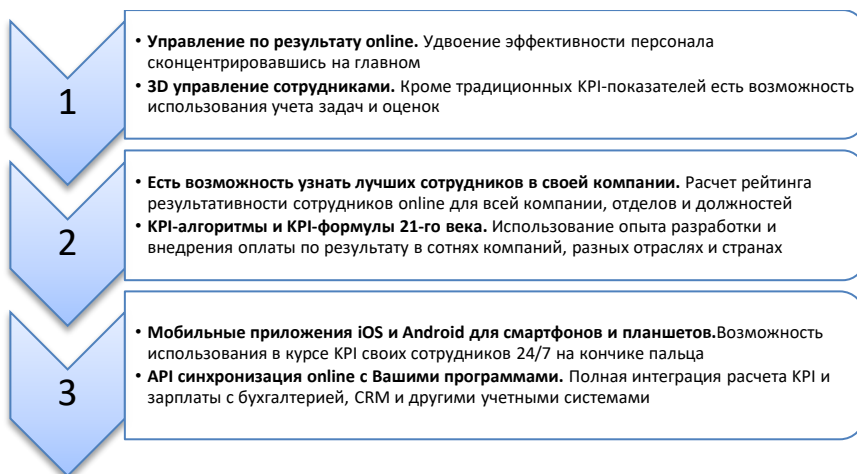 1
• Управление по результату online. Удвоение эффективности персонала
сконцентрировавшись на главном
• 3D управление сотрудниками. Кроме традиционных KPI-показателей есть возможность
использования учета задач и оценок
2
• Есть возможность узнать лучших сотрудников в своей компании. Расчет рейтинга
результативности сотрудников online для всей компании, отделов и должностей
• KPI-алгоритмы и KPI-формулы 21-го века. Использование опыта разработки и
внедрения оплаты по результату в сотнях компаний, разных отраслях и странах
3
• Мобильные приложения iOS и Android для смартфонов и планшетов.Возможность
использования в курсе KPI своих сотрудников 24/7 на кончике пальца
• API синхронизация online с Вашими программами. Полная интеграция расчета KPI и
зарплаты с бухгалтерией, CRM и другими учетными системами